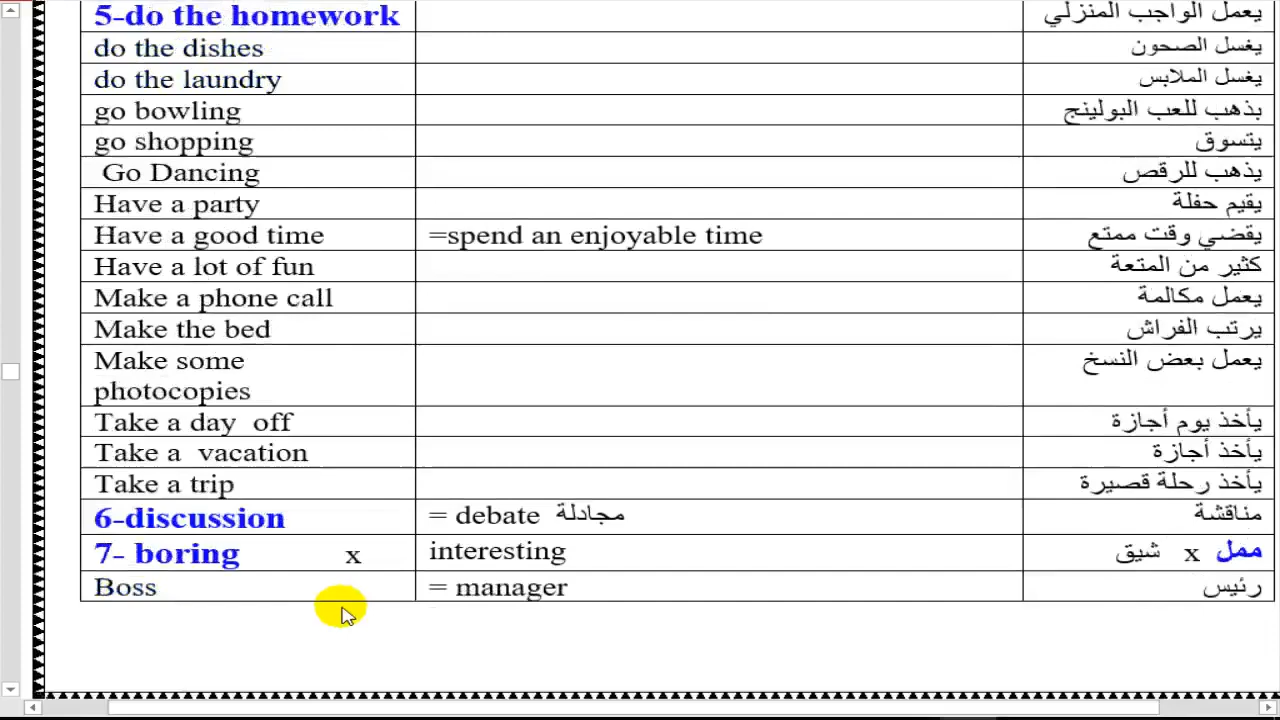 5-do the homework يعمل الواجب المنزلي
do the dishes يغسل الصحون
do the laundry يغسل الملابس
go bowling بذهب للعب البولينج
go shopping يتسوق
Go Dancing يذهب للرقص
Have a party يقيم حفلة
Have a good time =spend an enjoyable time يقضي وقت ممتع
Have a lot of fun كثير من المتعة
Make a phone call يعمل مكالمة
Make the bed يرتب الفراش
Make some يعمل بعض النسخ
photocopies
Take a day off يأخذ يوم أجازة
Take a vacation يأخذ أجازة
Take a trip يأخذ رحلة قصيرة
6-discussion = debate مجادلة مناقشة
7- boring x interesting ممل x شيق
Boss = manager رئيس